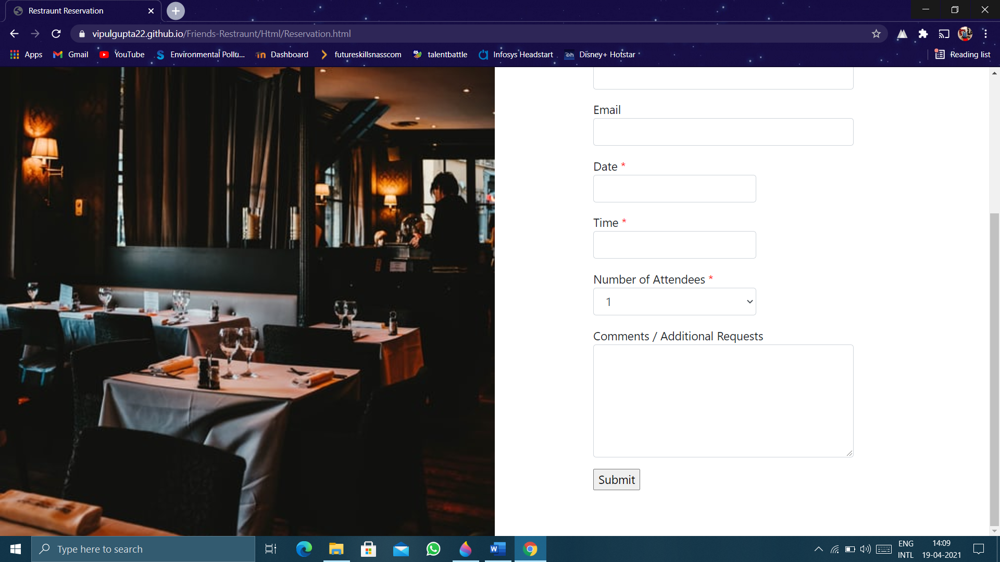 Restraunt Reservation
vipulgupta22.github.io/Friends-Restraunt/Html/Reservation.html
Apps
Gmail
YouTube
Environmental Pollu...
Dashboard
futureskillsnasscom
talentbattle
Infosys Headstart
Disney+ Hotstar
Reading list
Email
Date *
Time *
Number of Attendees *
1
Comments / Additional Requests
Submit
Type here to search
ENG
INTL
14:09
19-04-2021